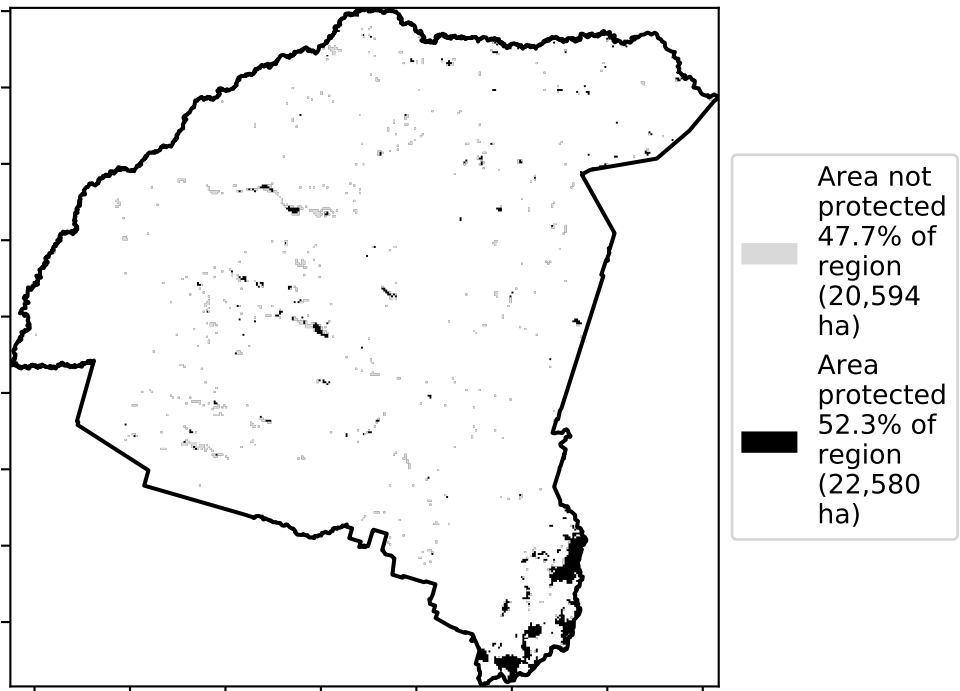 Area not
protected
47.7% of
region
(20,594
ha)
Area
protected
52.3% of
region
(22,580
ha)